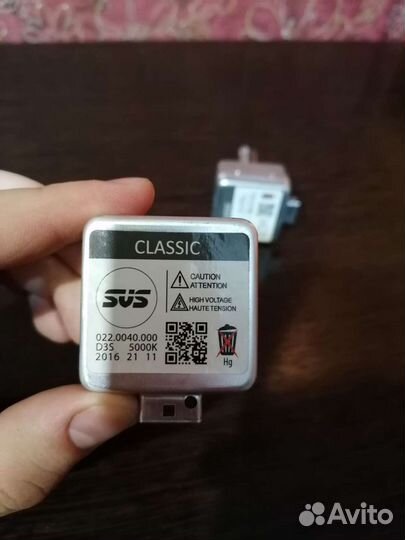 CLASSIC
SVS
CAUTION
ATTENTION
HIGH VOLTAGE
HAUTE TENSION
022.0040.000
D3S 5000K
2016 21 11
Hg
Avito